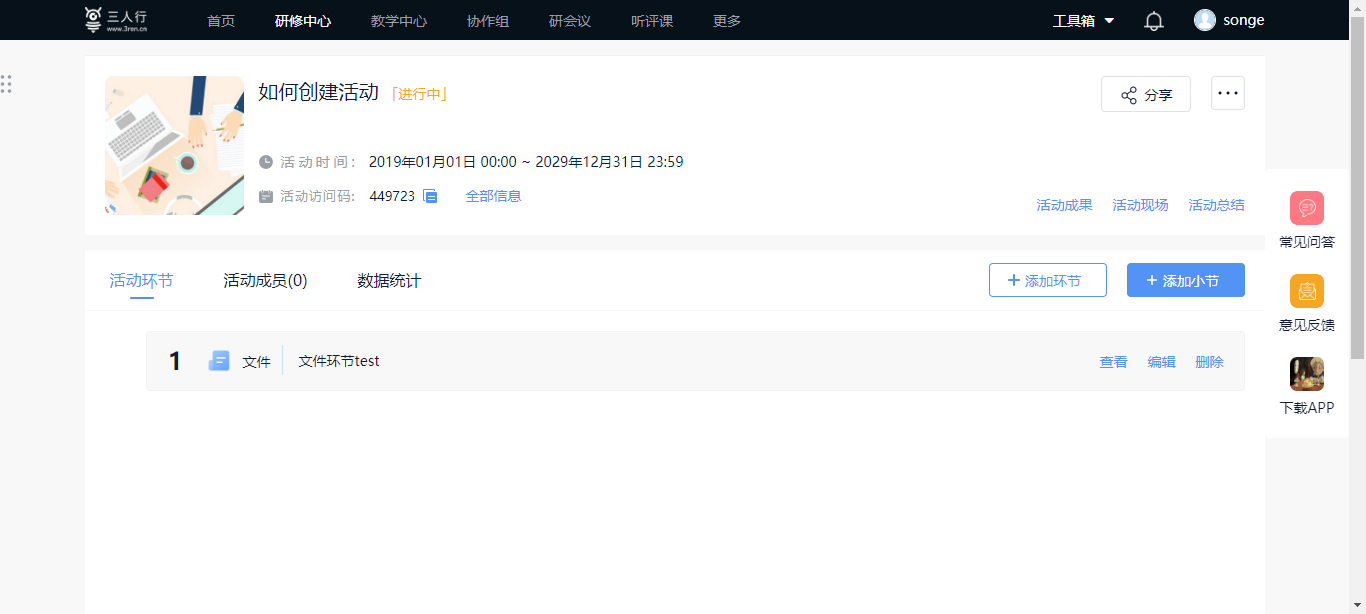 三人行
www.3ren.cn
首页 研修中心 教学中心 协作组 研会议 听评课 更多 工具箱 songe
如何创建活动 「进行中」
分享 ···
活动时间： 2019年01月01日 00:00 ~ 2029年12月31日 23:59
活动访问码: 449723 全部信息
活动成果 活动现场 活动总结
常见问答
活动环节 活动成员(0) 数据统计 + 添加环节 + 添加小节
意见反馈
1 文件 文件环节test 查看 编辑 删除
下载APP